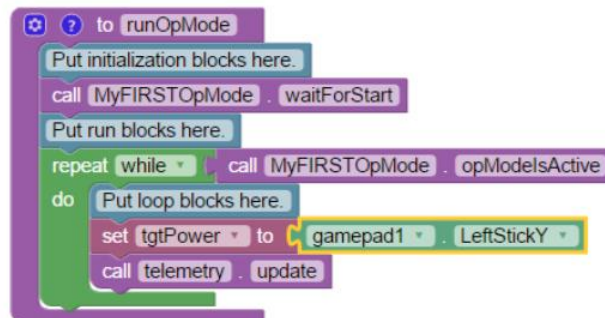 ? to runOpMode
Put initialization blocks here.
call MyFIRSTOpMode . waitForStart
Put run blocks here.
repeat while call MyFIRSTOpMode . opModeIsActive
do Put loop blocks here.
set tgtPower to gamepad1 . LeftStickY
call telemetry . update